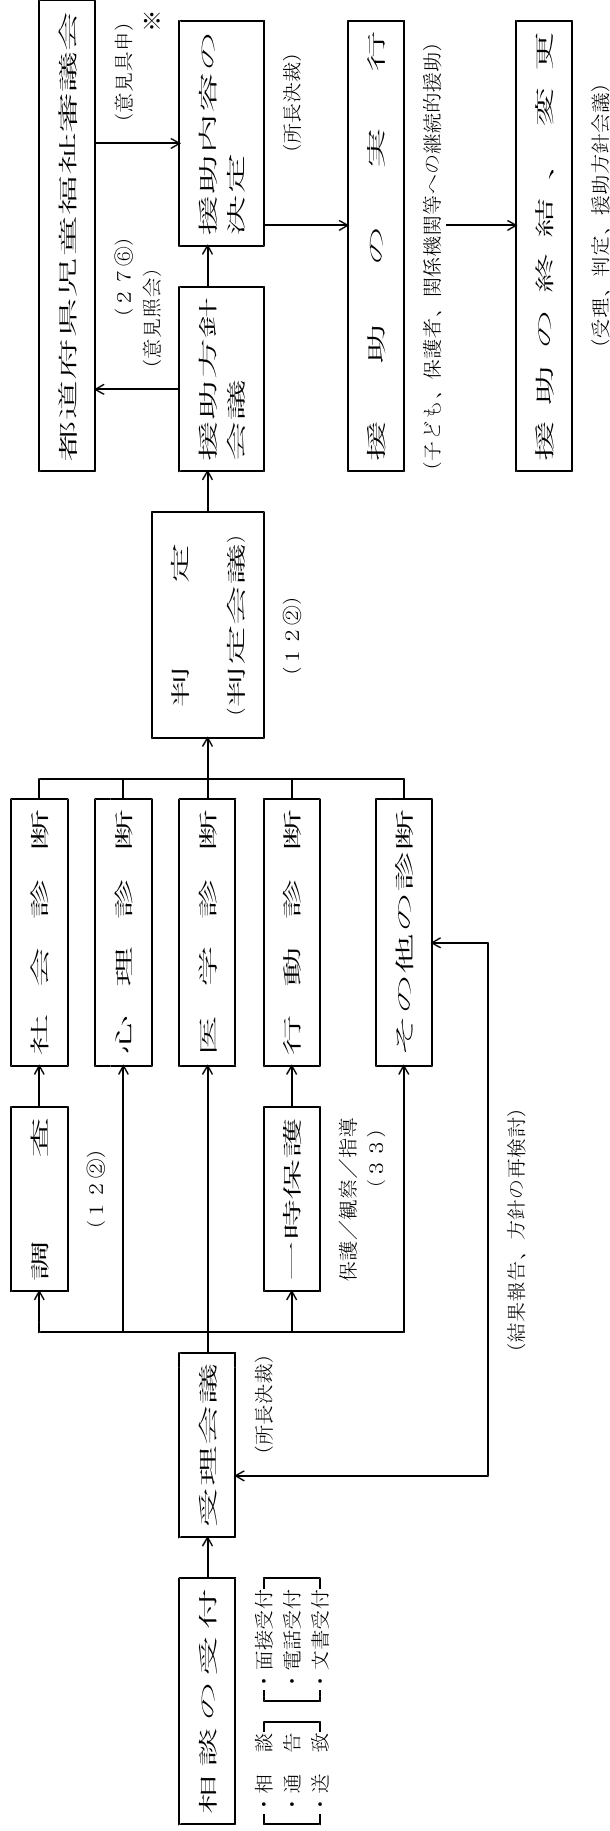 相談の受付
・相　談
・通　告
・送　致
・面接受付
・電話受付
・文書受付
受理会議
(所長決裁)
(結果報告、方針の再検討)
調　査
(１２②)
一時保護
保護／観察／指導
(３３)
社会診断
心理診断
医学診断
行動診断
その他の診断
判　定
(判定会議)
(１２②)
都道府県児童福祉審議会
(２７⑥)
(意見照会)
(意見具申)
※
援助方針
会議
援助内容の
決定
(所長決裁)
援助の実行
(子ども、保護者、関係機関等への継続的援助)
援助の終結、変更
(受理、判定、援助方針会議)